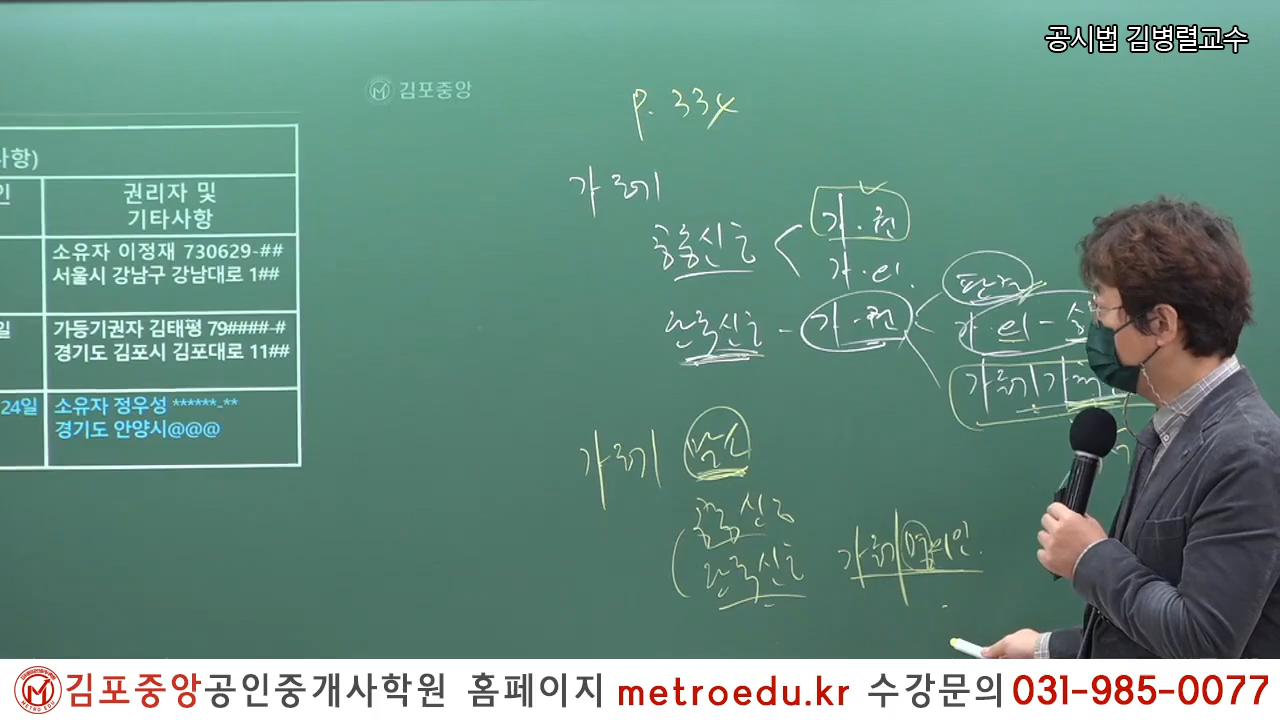 공시법 김병렬교수
김포중앙
P. 334
사항)
인
권리자 및
기타사항
소유자 이정재 730629-##
서울시 강남구 강남대로 1##
일
가등기권자 김태평 79####-#
경기도 김포시 김포대로 11##
24일
소유자 정우성 ******-**
경기도 안양시@@@
가등기
공동신청
가·권
가·의
단독신청 - 가·권
가·의 -
가등기 가
가등기 말소
공동신청
단독신청
가등기명의인.
김포중앙공인중개사학원 홈페이지 metroedu.kr 수강문의 031-985-0077
METRO EDU